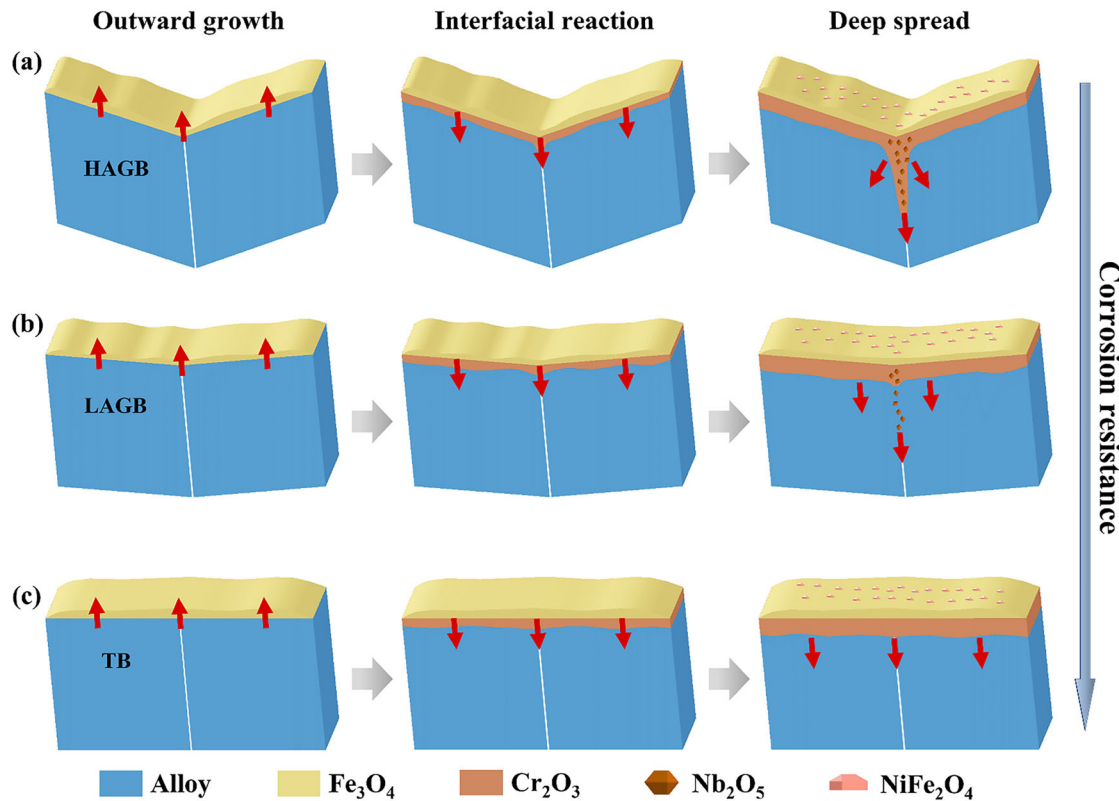 Outward growth Interfacial reaction Deep spread
(a)
HAGB
(b)
LAGB
(c)
TB
Corrosion resistance
Alloy Fe₃O₄ Cr₂O₃ Nb₂O₅ NiFe₂O₄